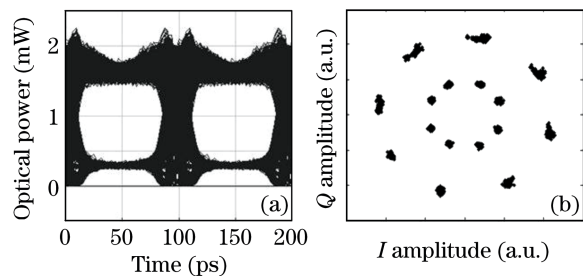 2
1
0
Optical power (mW)
(a)
0
50
100
150
200
Time (ps)
Q amplitude (a.u.)
(b)
I amplitude (a.u.)